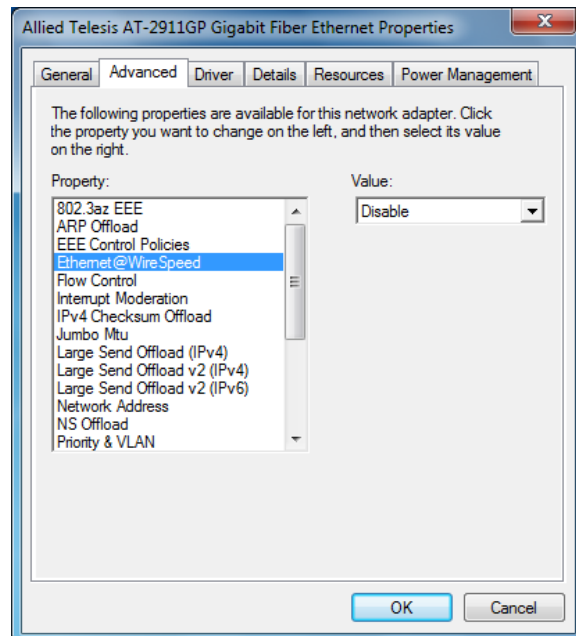 Allied Telesis AT-2911GP Gigabit Fiber Ethernet Properties
General Advanced Driver Details Resources Power Management
The following properties are available for this network adapter. Click
the property you want to change on the left, and then select its value
on the right.
Property:
Value:
802.3az EEE
ARP Offload
EEE Control Policies
Ethernet@WireSpeed
Flow Control
Interrupt Moderation
IPv4 Checksum Offload
Jumbo Mtu
Large Send Offload (IPv4)
Large Send Offload v2 (IPv4)
Large Send Offload v2 (IPv6)
Network Address
NS Offload
Priority & VLAN
Disable
OK Cancel